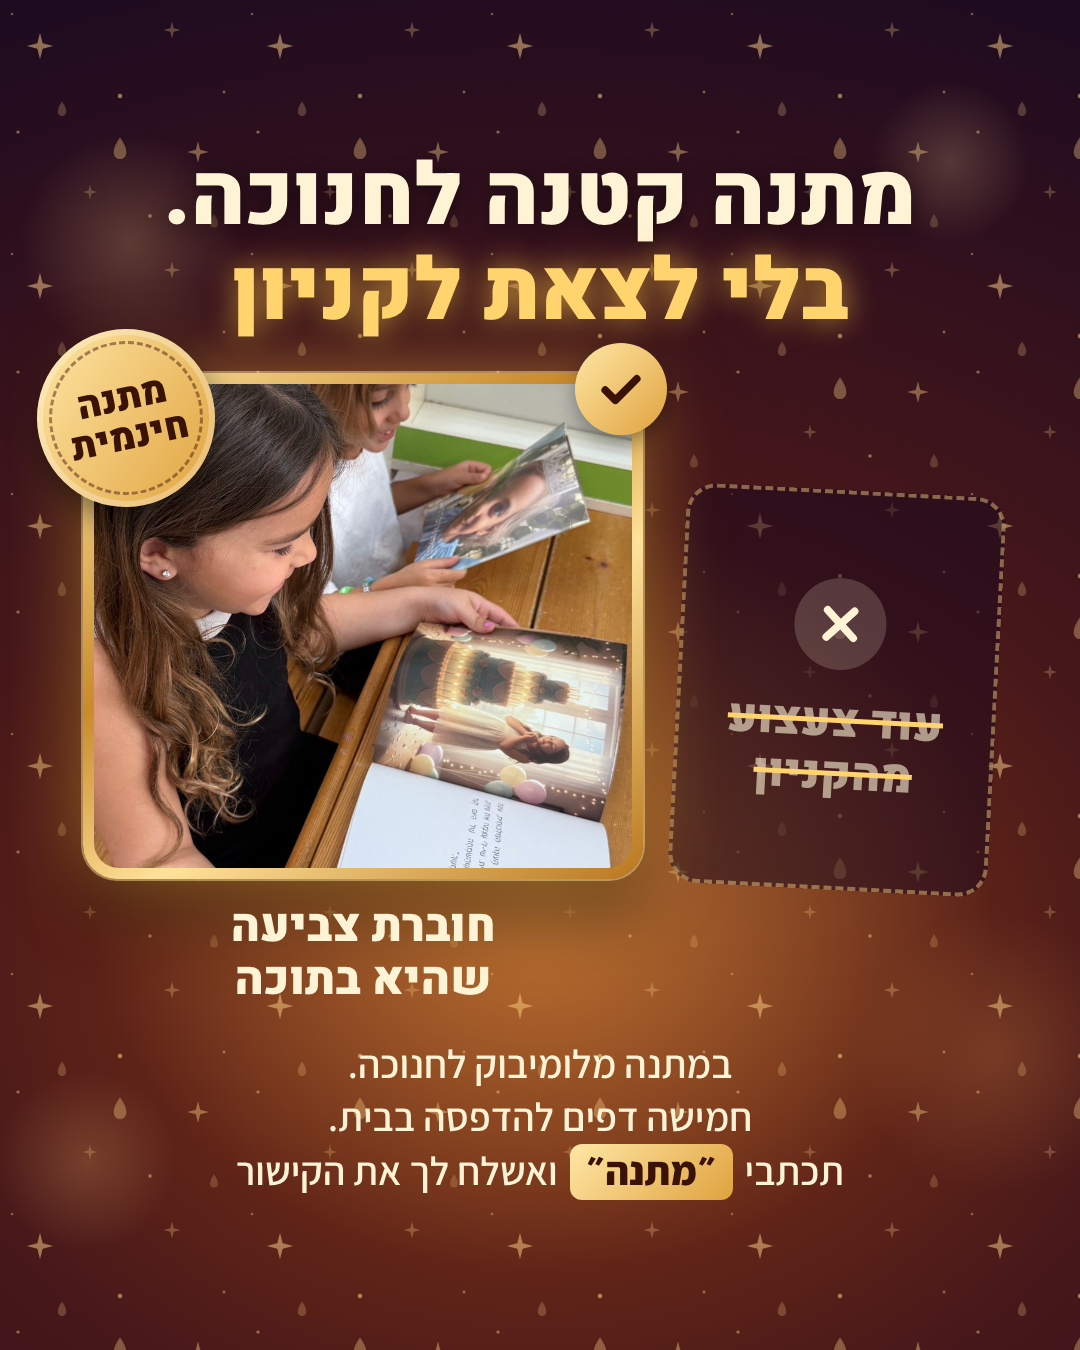 מתנה קטנה לחנוכה.
בלי לצאת לקניון
מתנה
חינמית
עוד צעצוע
מהקניון
חוברת צביעה
שהיא בתוכה
במתנה מלומיבוק לחנוכה.
חמישה דפים להדפסה בבית.
תכתבי "מתנה" ואשלח לך את הקישור